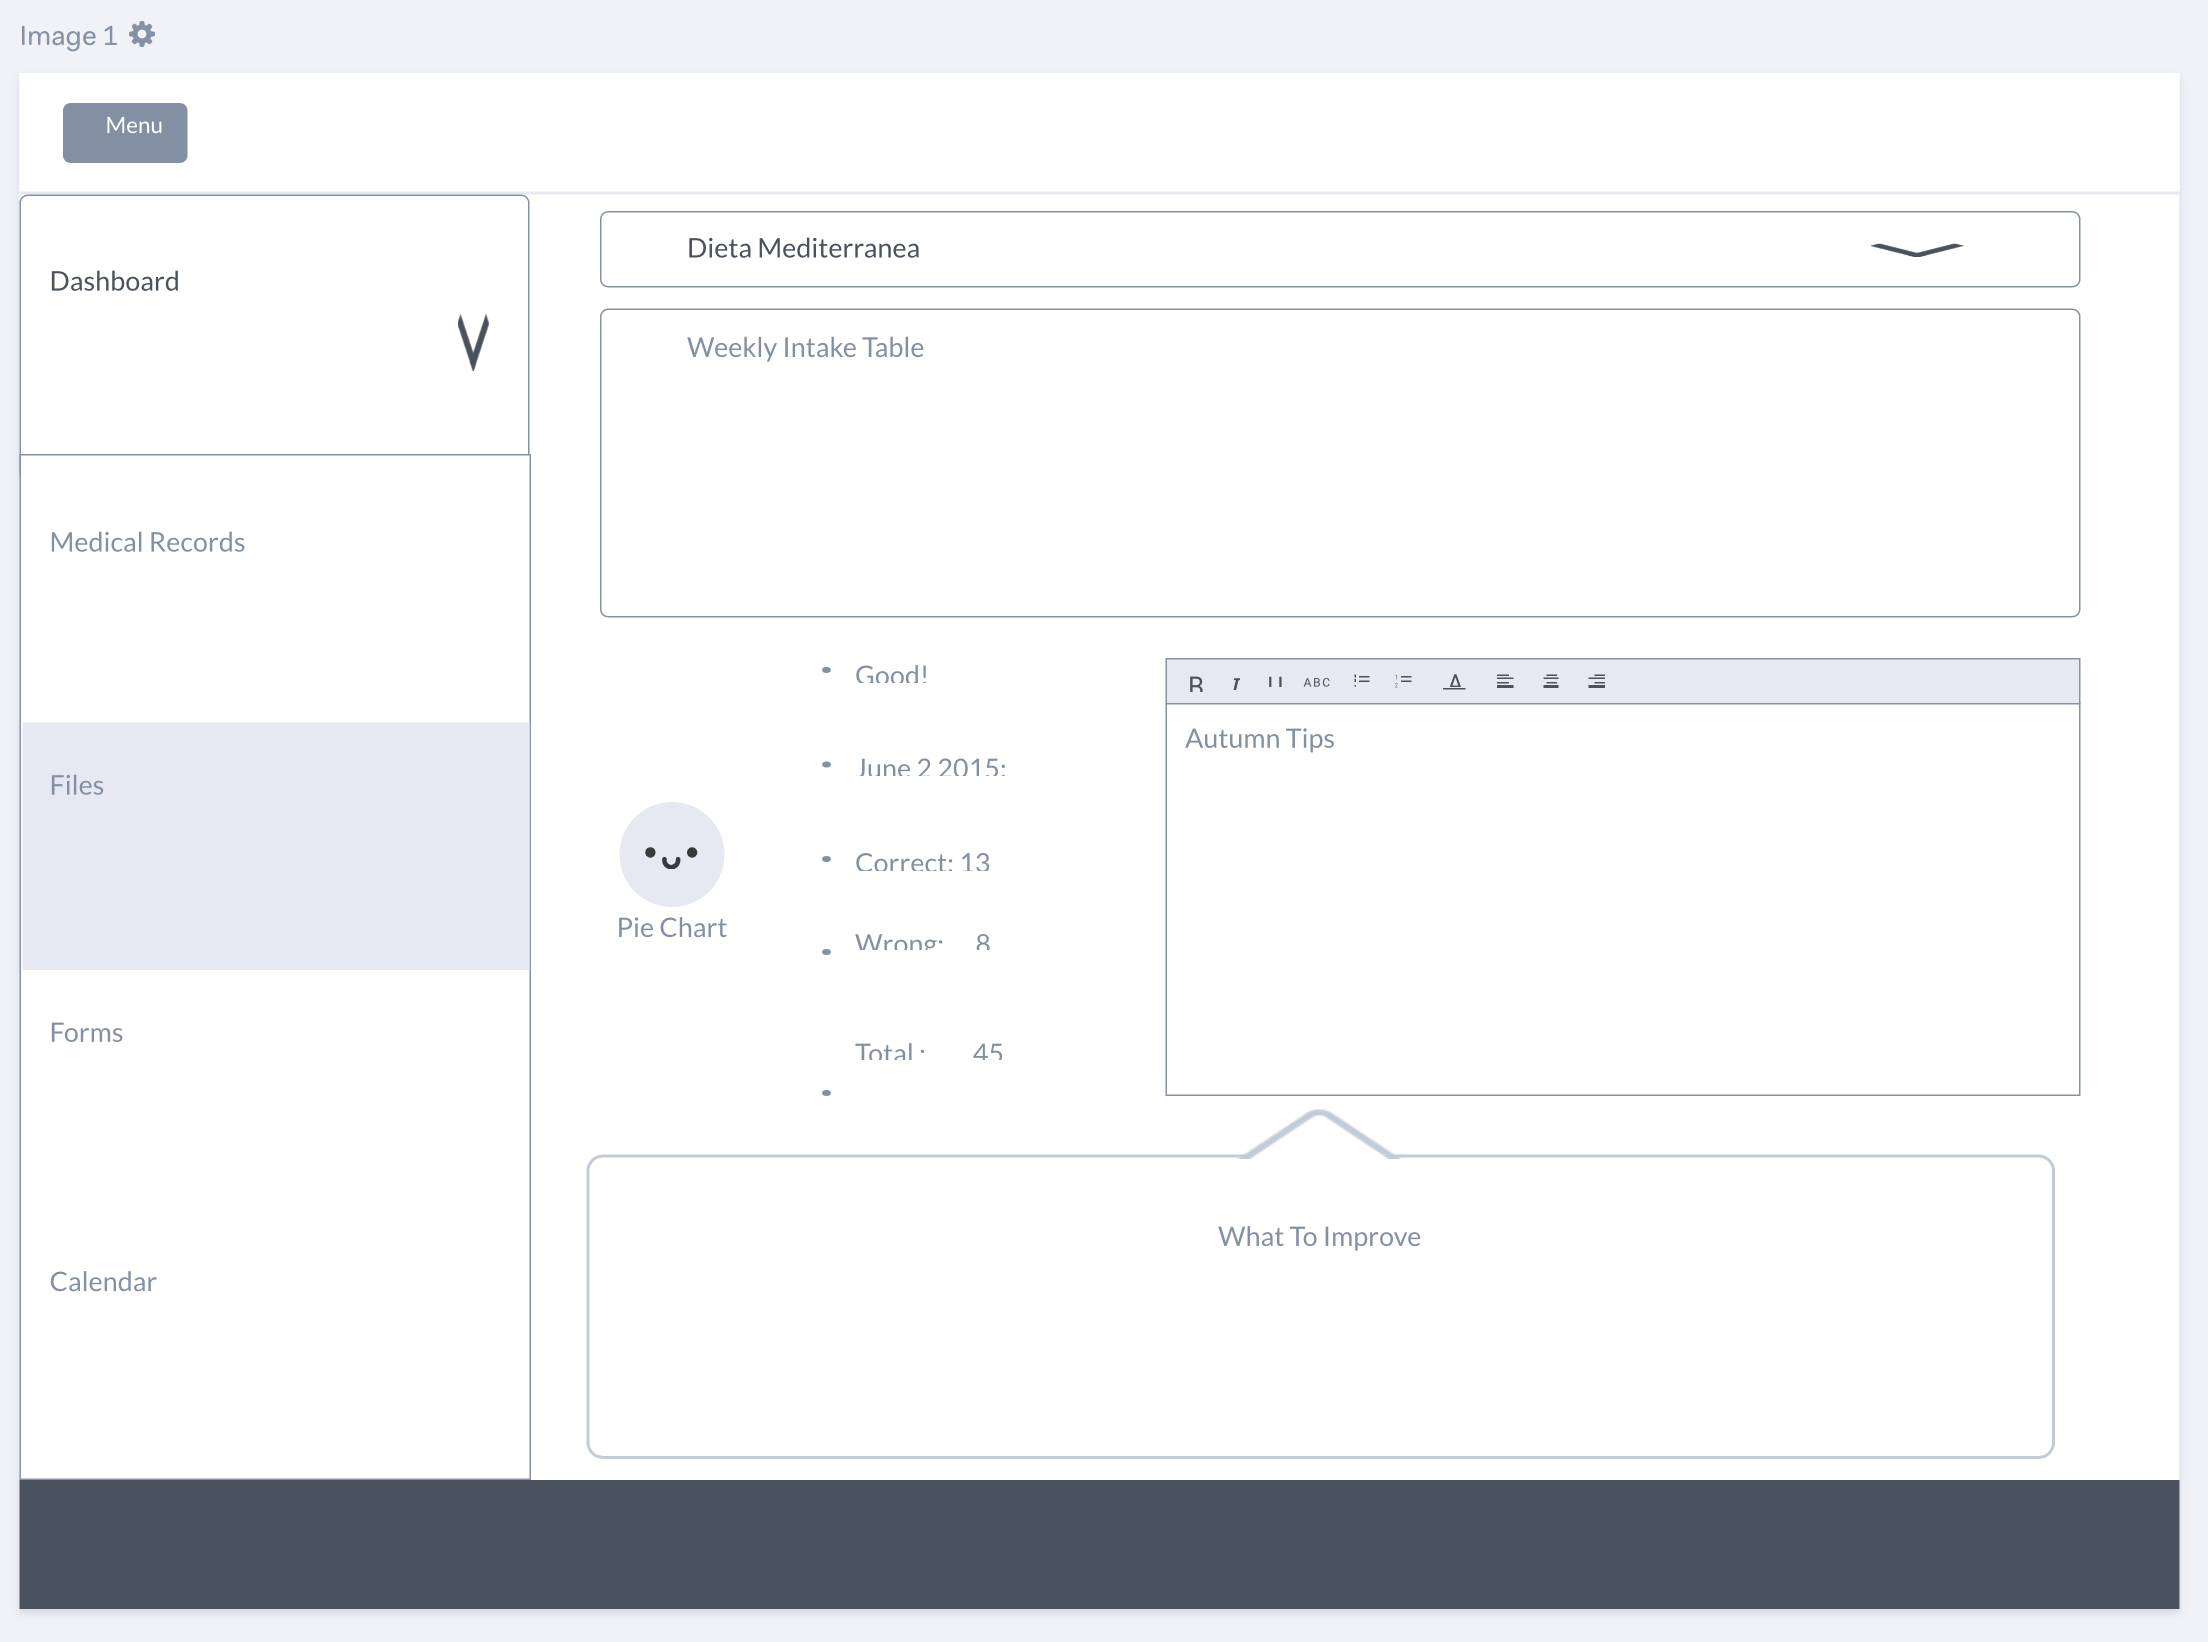 Image 1
Menu
Dashboard
Medical Records
Files
Forms
Calendar
Dieta Mediterranea
Weekly Intake Table
Pie Chart
Good!
June 2 2015:
Correct: 13
Wrong: 8
Total : 45
B I U ABC A
Autumn Tips
What To Improve